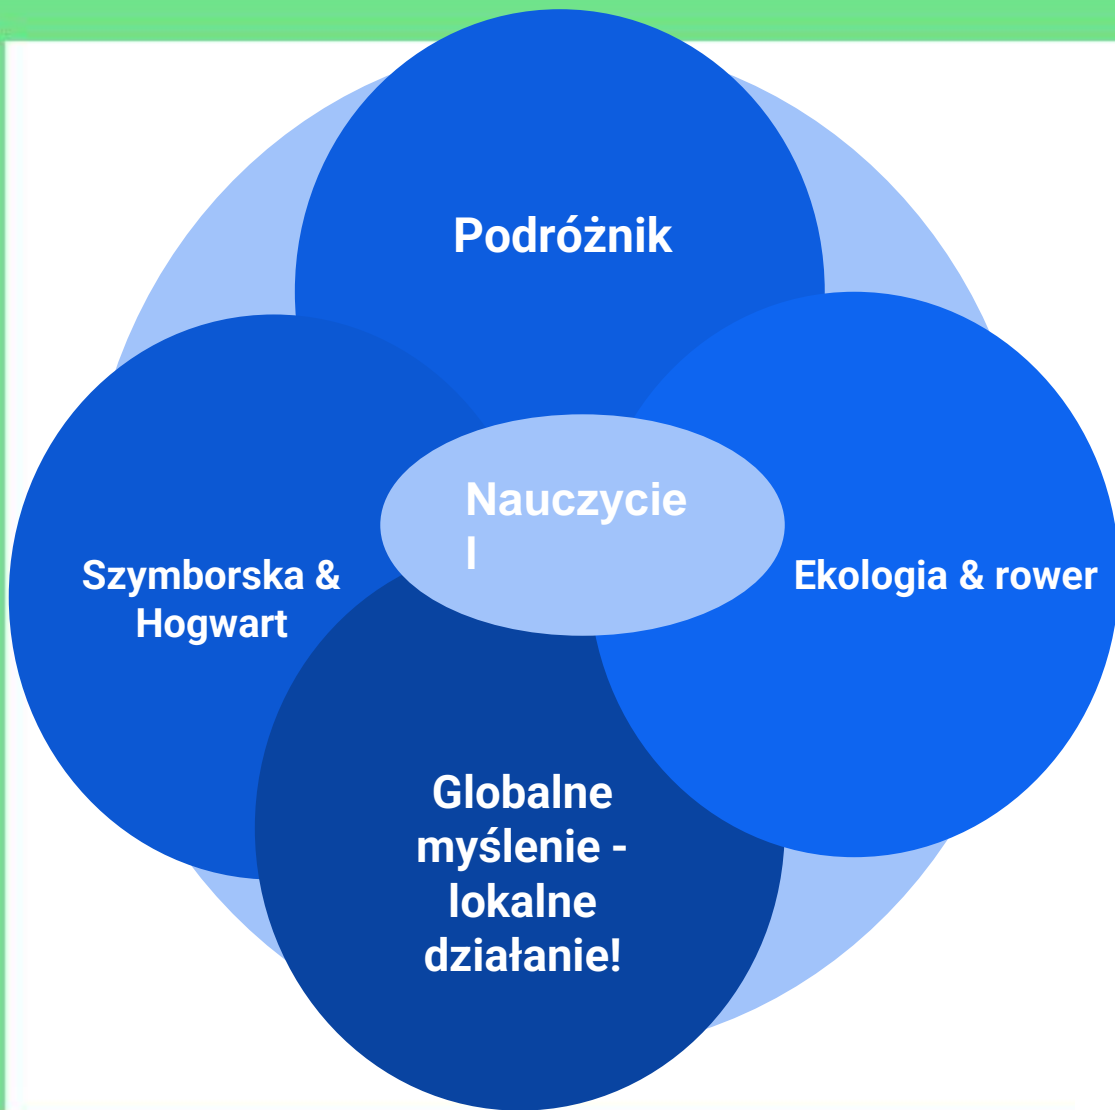 Podróżnik
Nauczycie
l
Szymborska &
Hogwart
Ekologia & rower
Globalne
myślenie -
lokalne
działanie!